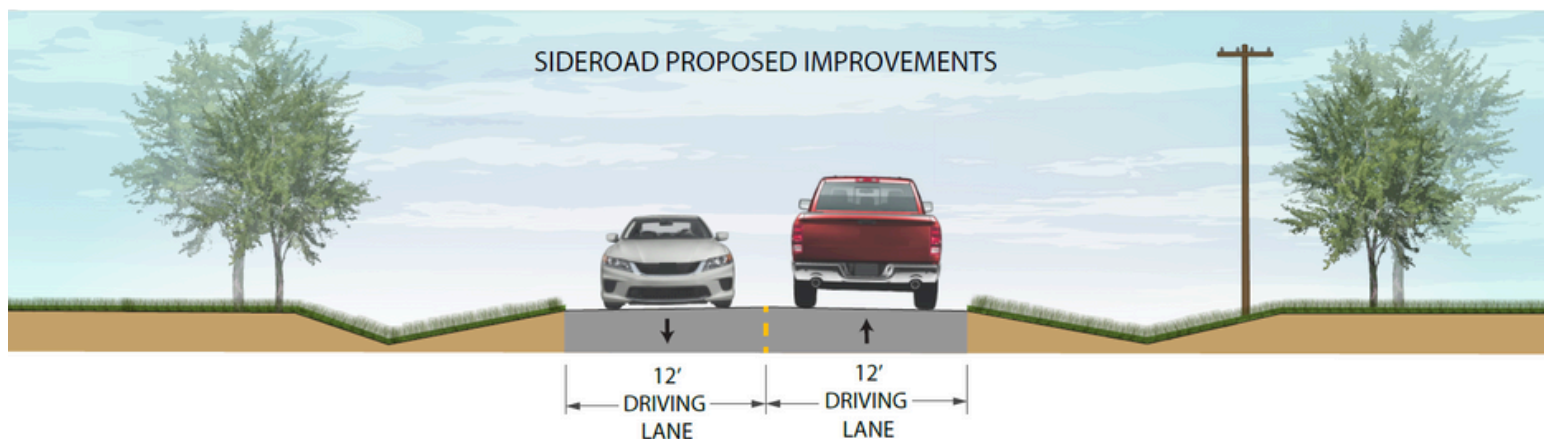 SIDEROAD PROPOSED IMPROVEMENTS
12' 12'
DRIVING DRIVING
LANE LANE